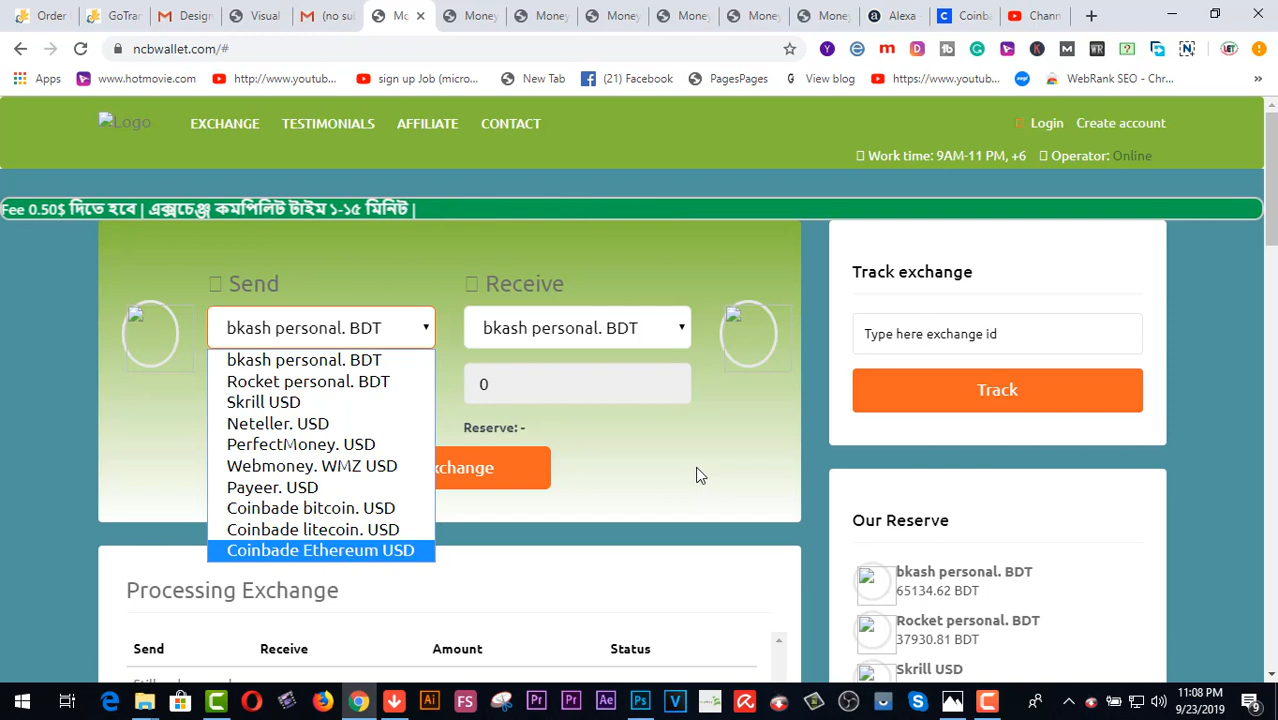 Order
GoTran
Design
Visual
(no su
Mo
Money
Money
Money
Money
Money
Money
Alexa -
Coinba
Chann
ncbwallet.com/#
Apps
www.hotmovie.com
http://www.youtub...
sign up Job (micro...
New Tab
(21) Facebook
PagesPages
View blog
https://www.youtub...
WebRank SEO - Chr...
Logo
EXCHANGE
TESTIMONIALS
AFFILIATE
CONTACT
Login
Create account
Work time: 9AM-11 PM, +6
Operator: Online
Fee 0.50$ দিতে হবে | এক্সচেঞ্জ কমপিলিট টাইম ১-১৫ মিনিট |
Send
Receive
bkash personal. BDT
bkash personal. BDT
bkash personal. BDT
Rocket personal. BDT
Skrill USD
Neteller. USD
PerfectMoney. USD
Webmoney. WMZ USD
Payeer. USD
Coinbade bitcoin. USD
Coinbade litecoin. USD
Coinbade Ethereum USD
0
Reserve: -
xchange
Track exchange
Type here exchange id
Track
Our Reserve
bkash personal. BDT
65134.62 BDT
Rocket personal. BDT
37930.81 BDT
Skrill USD
Processing Exchange
Send
Receive
Amount
Status
11:08 PM
9/23/2019